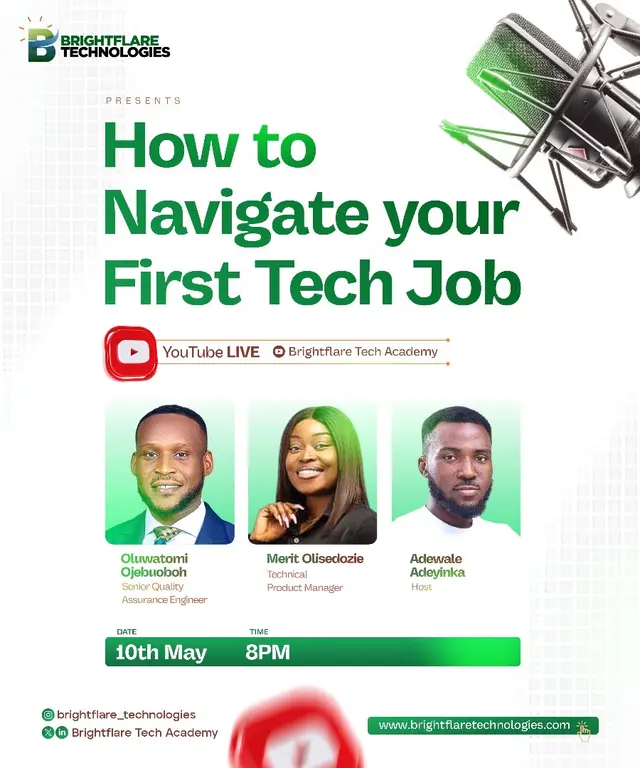 BRIGHTFLARE
TECHNOLOGIES
PRESENTS
How to
Navigate your
First Tech Job
YouTube LIVE Brightflare Tech Academy
Oluwatomi
Ojebuoboh
Senior Quality
Assurance Engineer
Merit Olisedozie
Technical
Product Manager
Adewale
Adeyinka
Host
DATE TIME
10th May 8PM
brightflare_technologies
Brightflare Tech Academy
www.brightflaretechnologies.com